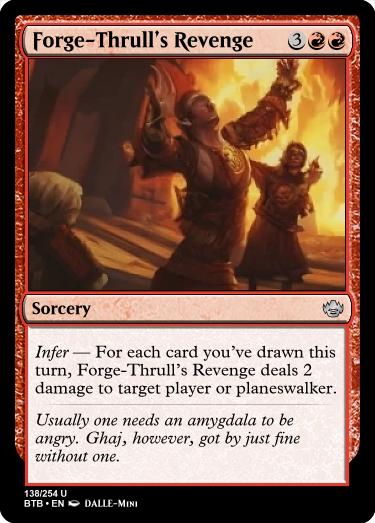 Forge-Thrull's Revenge 3
Sorcery
Infer — For each card you've drawn this
turn, Forge-Thrull's Revenge deals 2
damage to target player or planeswalker.
Usually one needs an amygdala to be
angry. Ghaj, however, got by just fine
without one.
138/254 U
BTB • EN DALLE-Mini